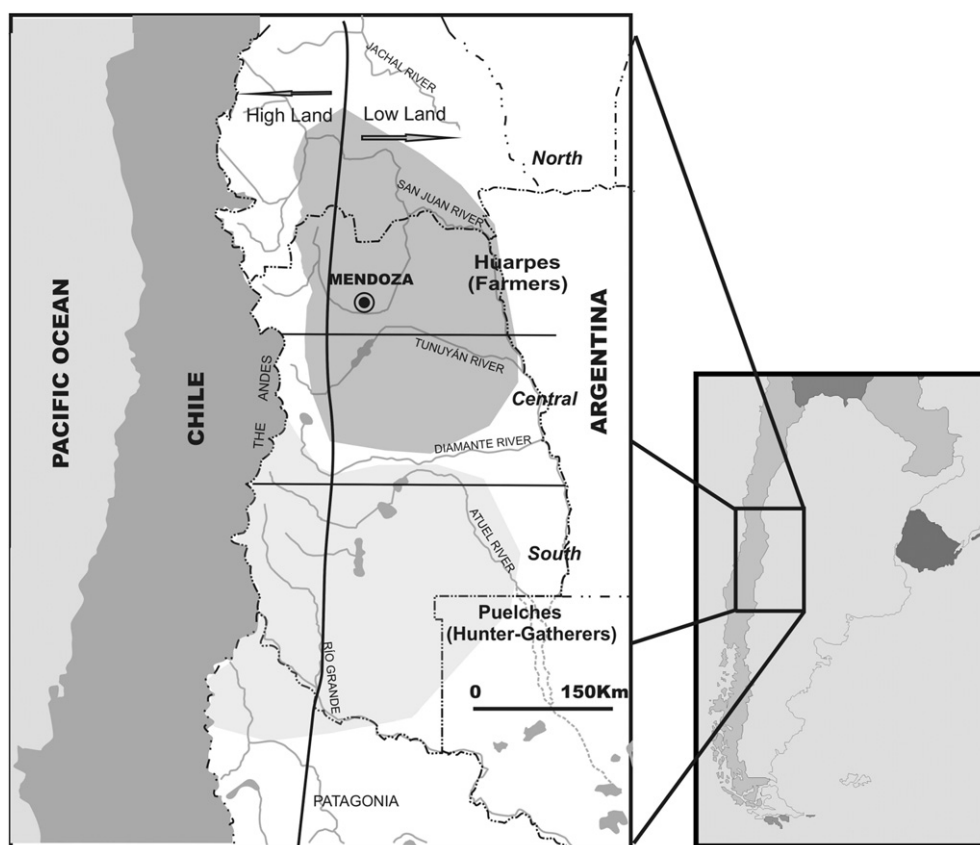 JACHAL RIVER
High Land
Low Land
North
SAN JUAN RIVER
Huarpes
(Farmers)
MENDOZA
PACIFIC OCEAN
CHILE
THE ANDES
ARGENTINA
TUNUYÁN RIVER
Central
DIAMANTE RIVER
ATUEL RIVER
South
Puelches
(Hunter-Gatherers)
RÍO GRANDE
0 150Km
PATAGONIA